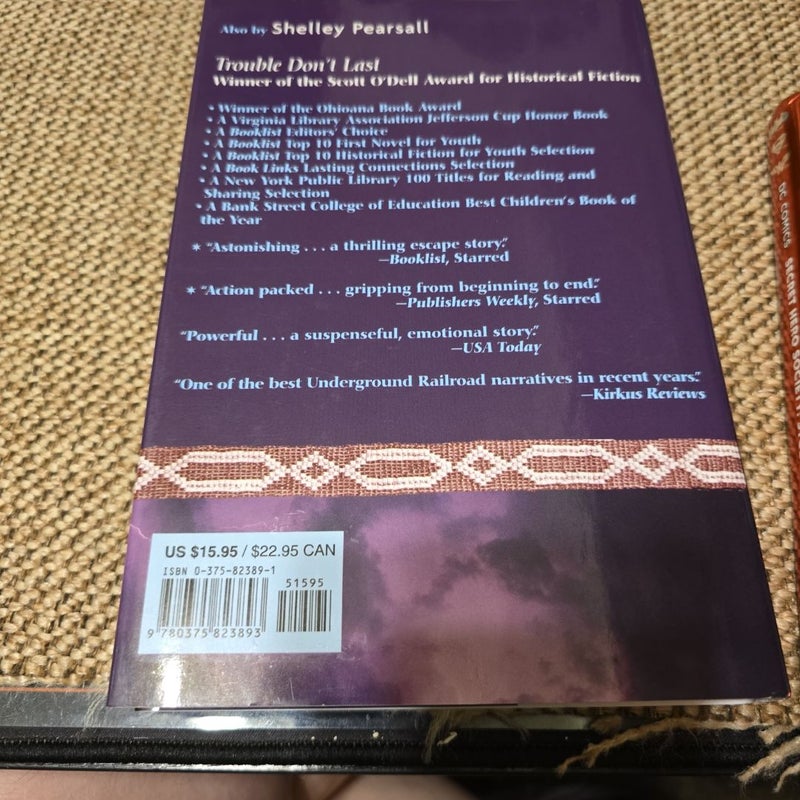 Also by Shelley Pearsall
Trouble Don't Last
Winner of the Scott O'Dell Award for Historical Fiction
• Winner of the Ohioana Book Award
• A Virginia Library Association Jefferson Cup Honor Book
• A Booklist Editors' Choice
• A Booklist Top 10 First Novel for Youth
• A Booklist Top 10 Historical Fiction for Youth Selection
• A Book Links Lasting Connections Selection
• A New York Public Library 100 Titles for Reading and
Sharing Selection
• A Bank Street College of Education Best Children's Book of
the Year
* "Astonishing . . . a thrilling escape story."
—Booklist, Starred
* "Action packed . . . gripping from beginning to end."
—Publishers Weekly, Starred
"Powerful . . . a suspenseful, emotional story."
—USA Today
"One of the best Underground Railroad narratives in recent years."
—Kirkus Reviews
US $15.95 / $22.95 CAN
ISBN 0-375-82389-1
51595
9 780375 823893
DC COMICS SECRET HERO